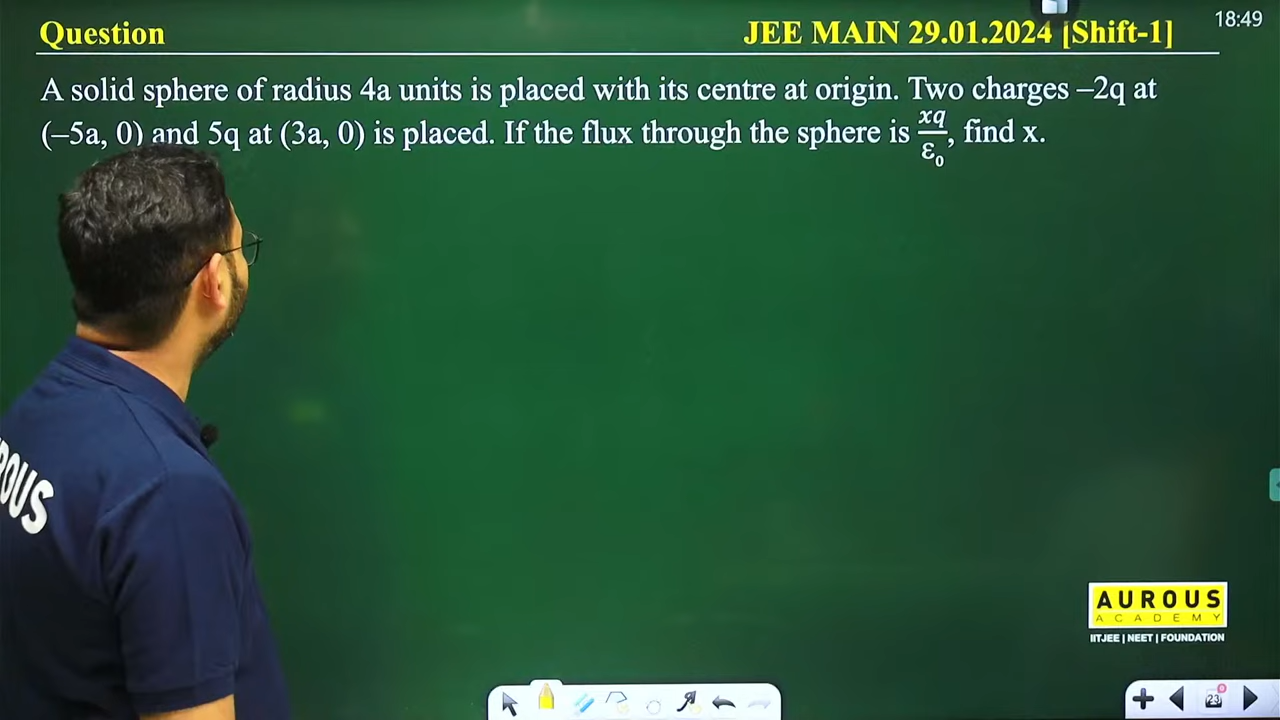 18:49
Question
JEE MAIN 29.01.2024 [Shift-1]
A solid sphere of radius 4a units is placed with its centre at origin. Two charges –2q at
(–5a, 0) and 5q at (3a, 0) is placed. If the flux through the sphere is xq/ε₀, find x.
ROUS
AUROUS
ACADEMY
IITJEE | NEET | FOUNDATION
23